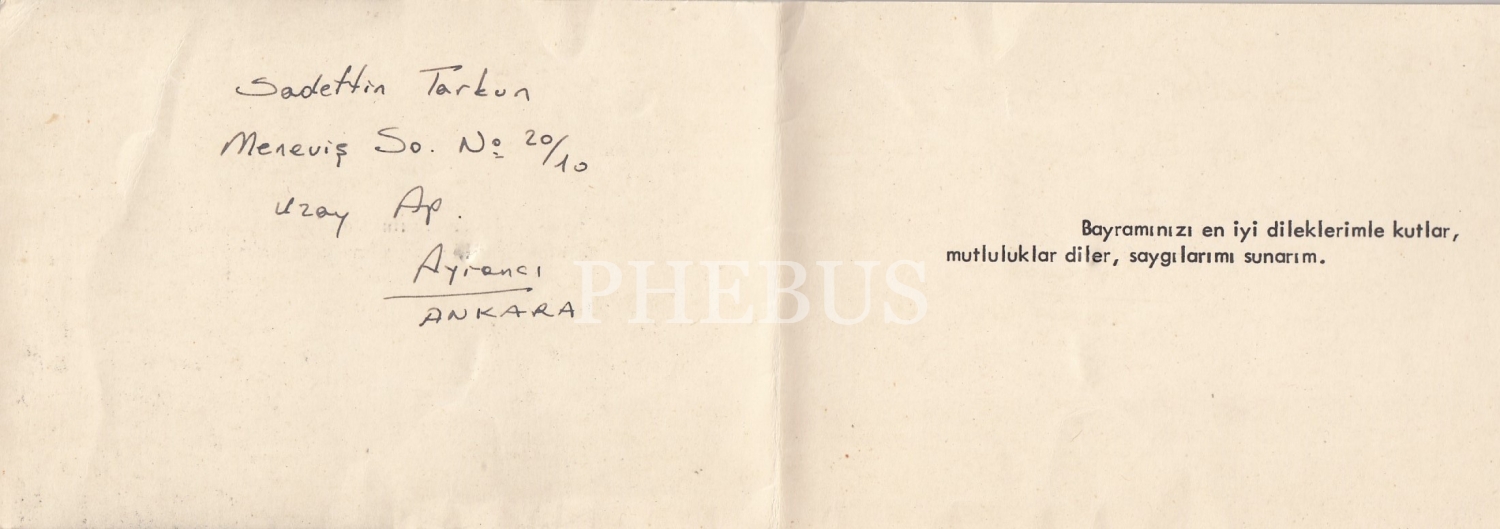 Sadettin Tarkun
Meneviş So. Nº 20/10
Uzay Ap.
Ayrancı
ANKARA
PHEBUS
Bayramınızı en iyi dileklerimle kutlar,
mutluluklar diler, saygılarımı sunarım.